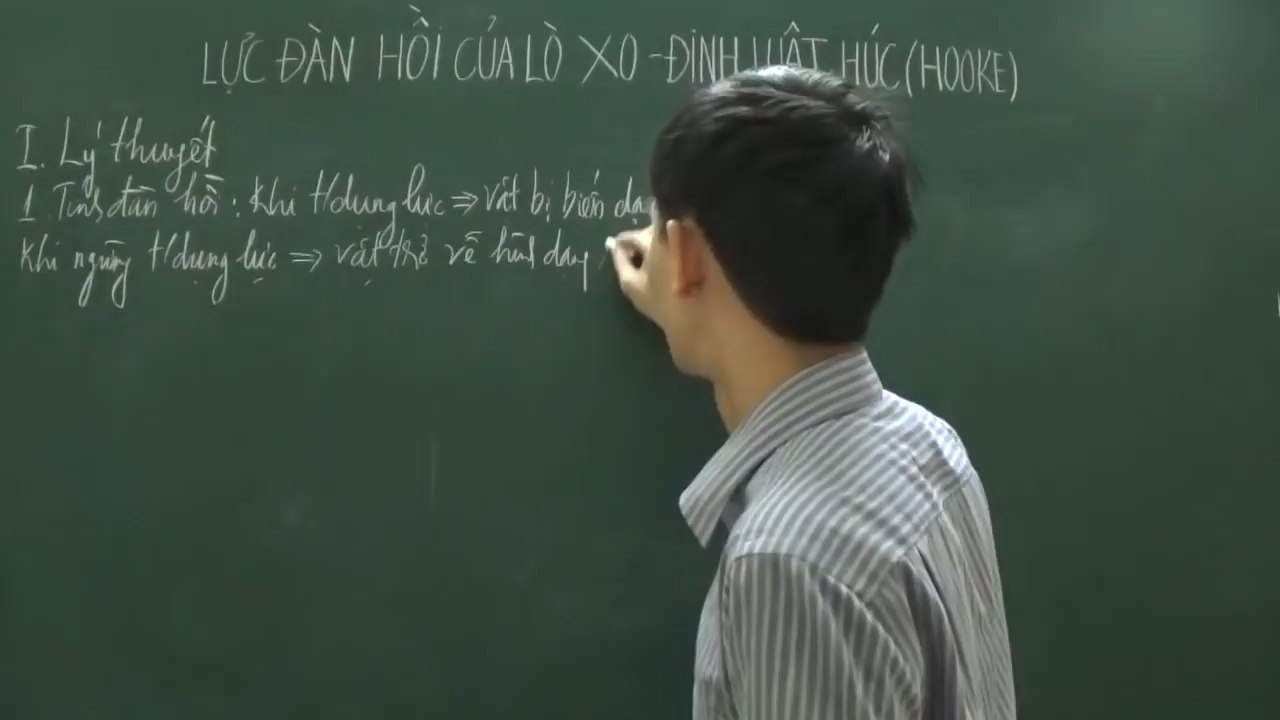 LỰC ĐÀN HỒI CỦA LÒ XO - ĐỊNH LUẬT HÚC (HOOKE)
I. Lý thuyết
1. Tính đàn hồi: Khi t/dụng lực ⇒ vật bị biến dạ
Khi ngừng t/dụng lực ⇒ vật trở về hình dạng